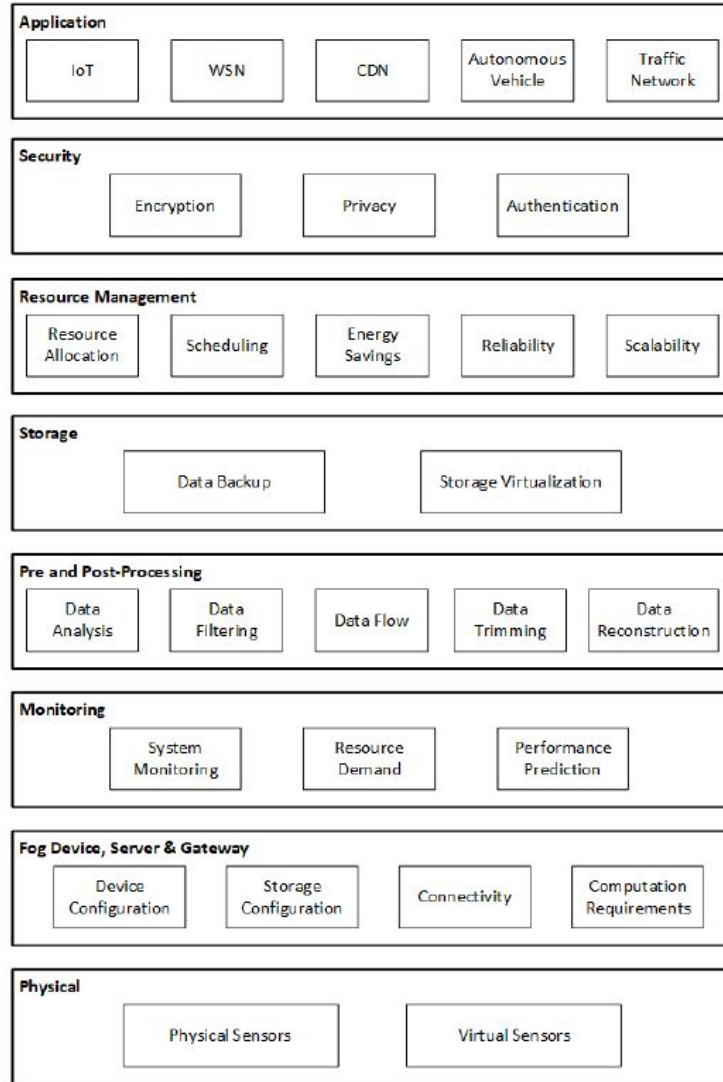 Application
IoT
WSN
CDN
Autonomous
Vehicle
Traffic
Network
Security
Encryption
Privacy
Authentication
Resource Management
Resource
Allocation
Scheduling
Energy
Savings
Reliability
Scalability
Storage
Data Backup
Storage Virtualization
Pre and Post-Processing
Data
Analysis
Data
Filtering
Data Flow
Data
Trimming
Data
Reconstruction
Monitoring
System
Monitoring
Resource
Demand
Performance
Prediction
Fog Device, Server & Gateway
Device
Configuration
Storage
Configuration
Connectivity
Computation
Requirements
Physical
Physical Sensors
Virtual Sensors